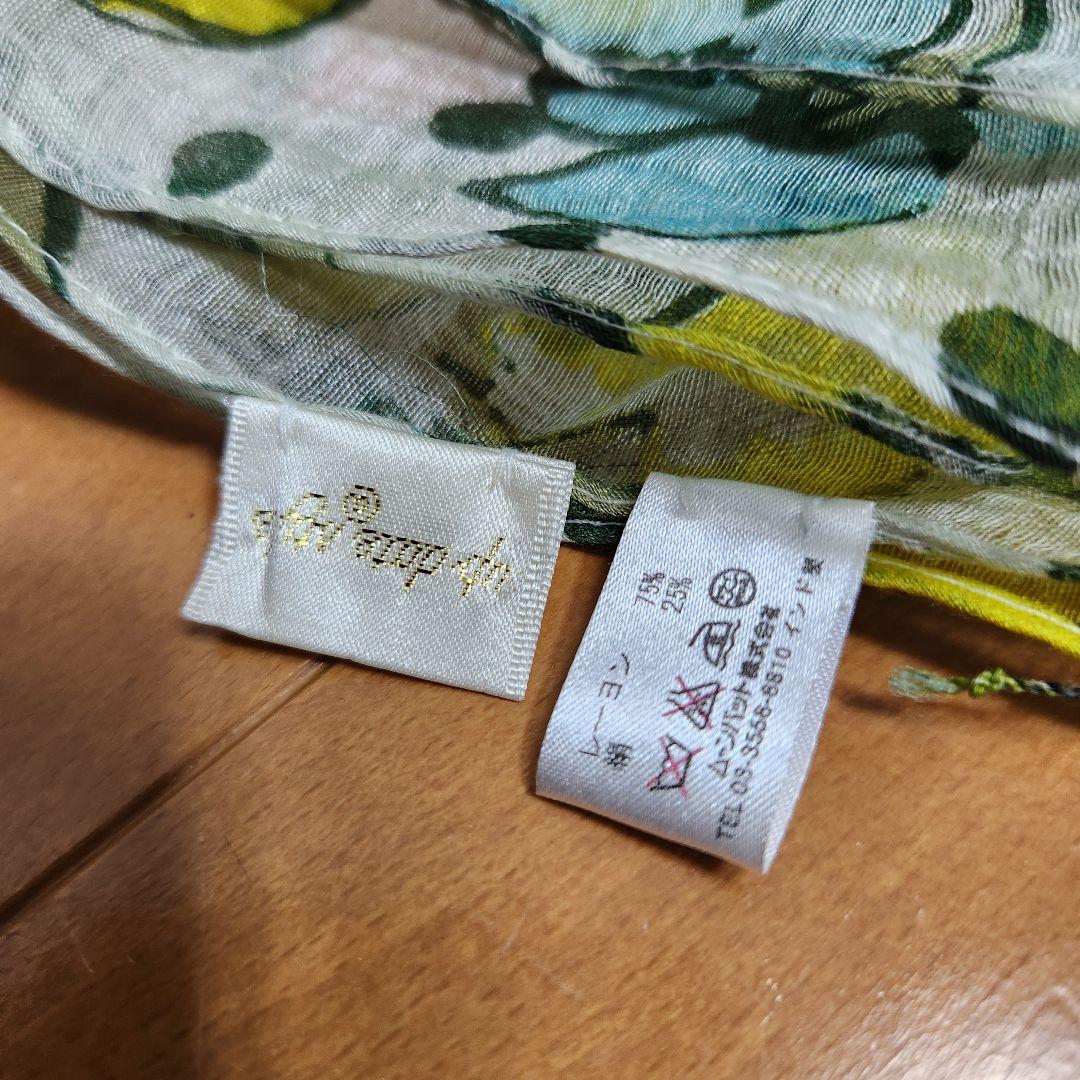 レーヨン 75%
綿 25%
ムーンバット株式会社
TEL 03-3556-6810 インド製